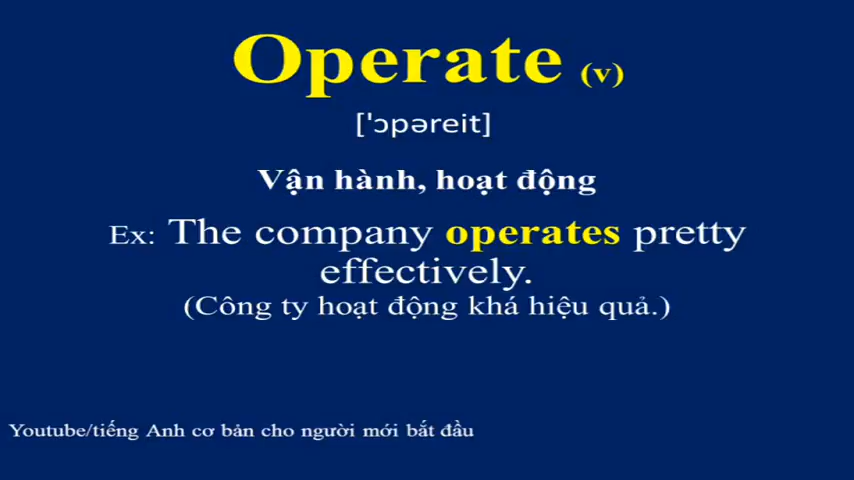 Operate (v)
['ɔpəreit]
Vận hành, hoạt động
Ex: The company operates pretty
effectively.
(Công ty hoạt động khá hiệu quả.)
Youtube/tiếng Anh cơ bản cho người mới bắt đầu